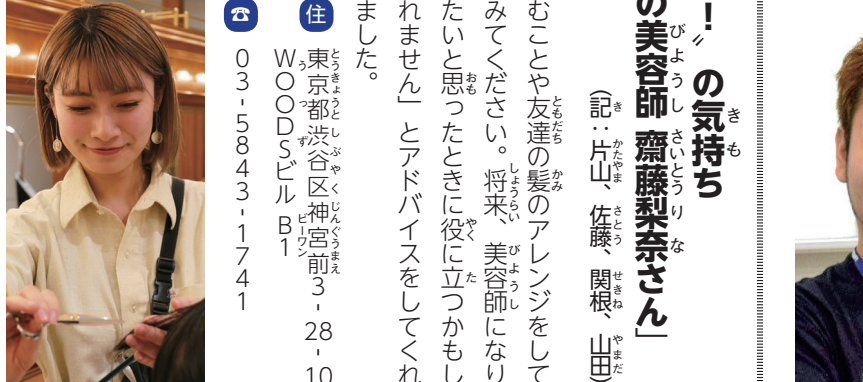 ！〟の気持ち
の美容師 齋藤梨奈さん」
（記：片山、佐藤、関根、山田）
むことや友達の髪のアレンジをして
みてください。将来、美容師になり
たいと思ったときに役に立つかもし
れません」とアドバイスをしてくれ
ました。
住 東京都渋谷区神宮前3-28-10
WOODSビル B1
☎ 03-5843-1741